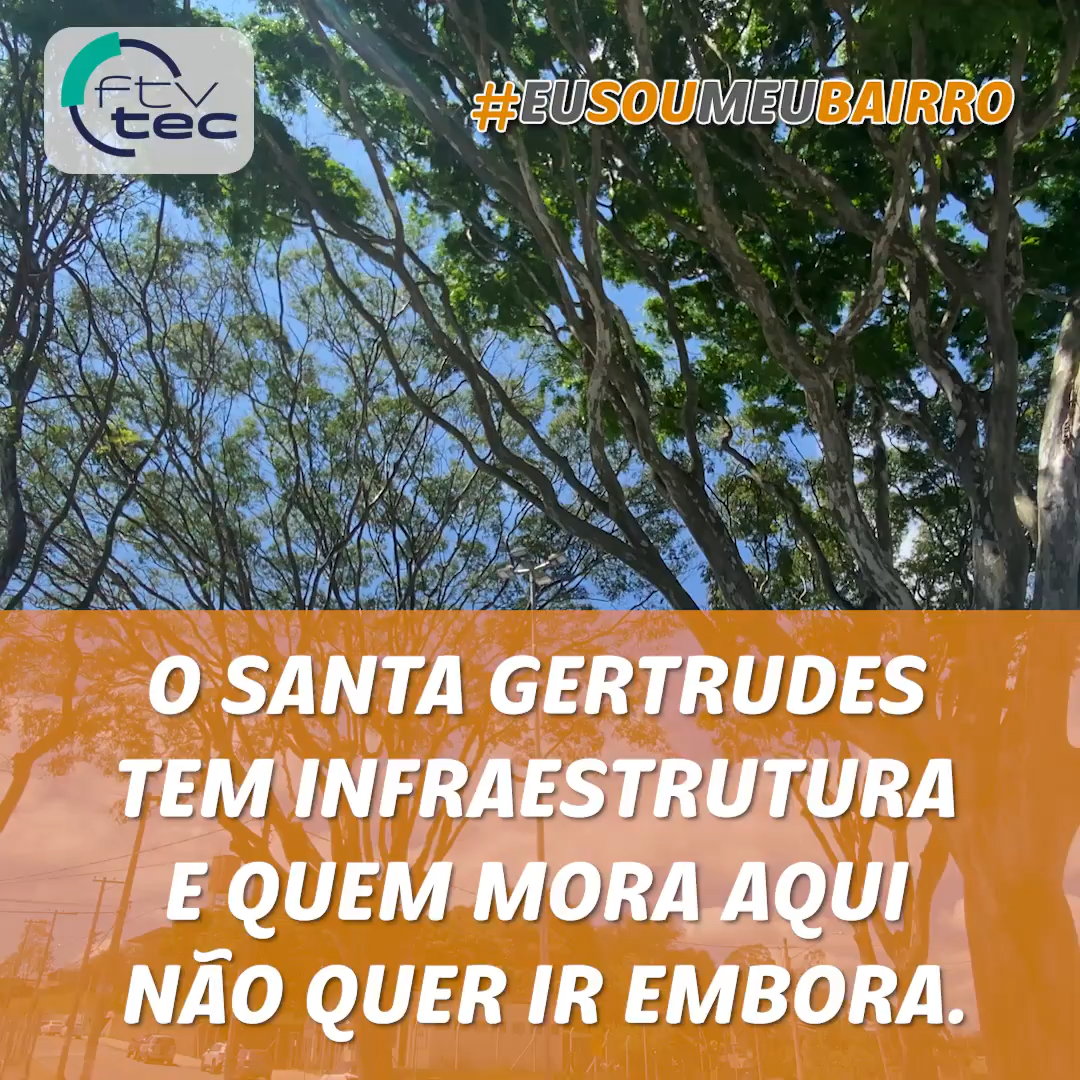 ftv
tec
#EUSOUMEUBAIRRO
O SANTA GERTRUDES
TEM INFRAESTRUTURA
E QUEM MORA AQUI
NÃO QUER IR EMBORA.